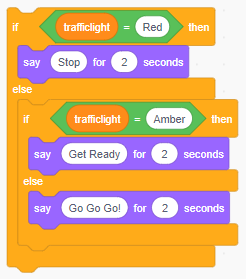 if trafficlight = Red then
say Stop for 2 seconds
else
if trafficlight = Amber then
say Get Ready for 2 seconds
else
say Go Go Go! for 2 seconds